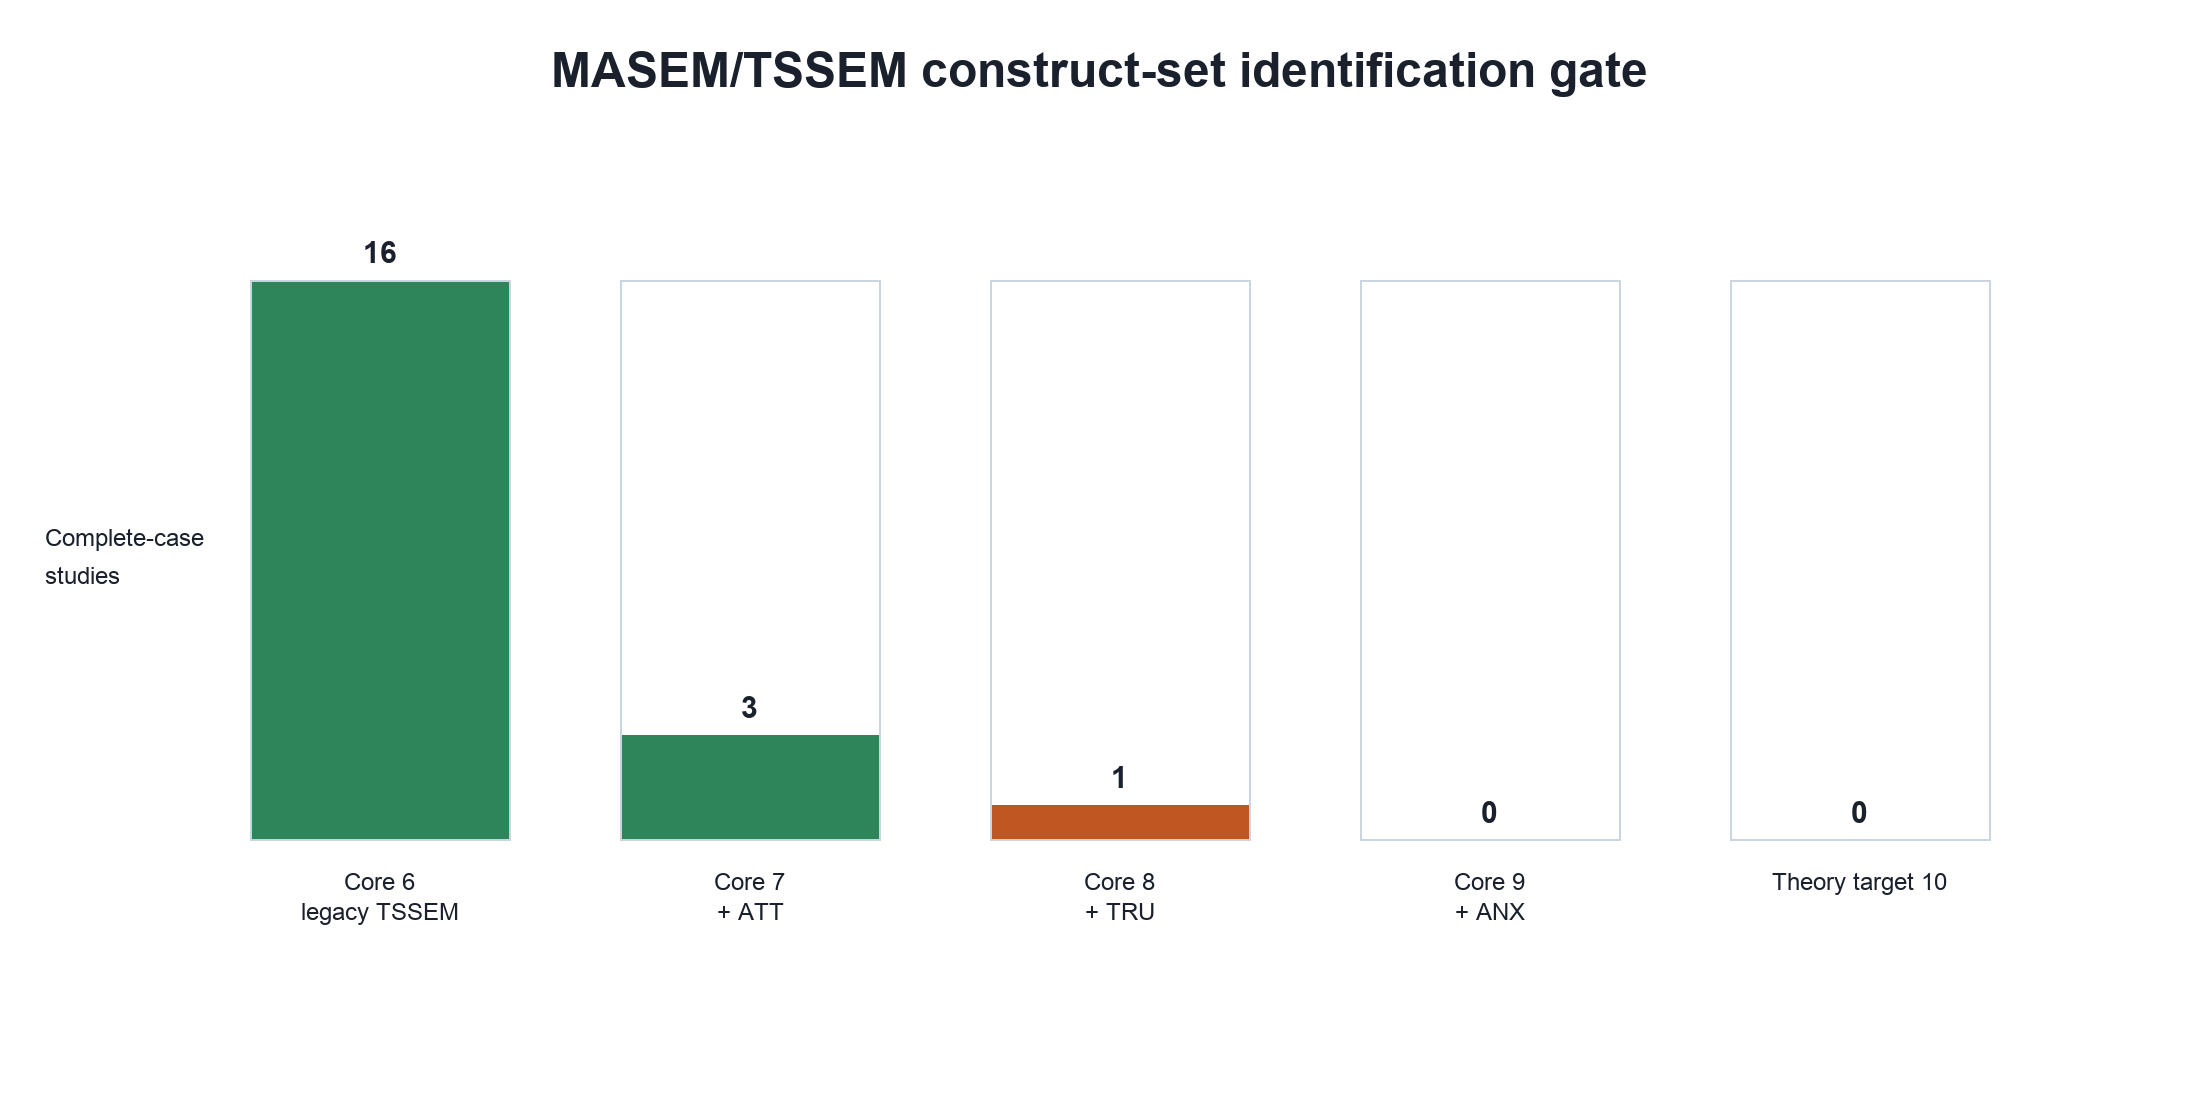 MASEM/TSSEM construct-set identification gate
Complete-case
studies
16
3
1
0
0
Core 6
legacy TSSEM
Core 7
+ ATT
Core 8
+ TRU
Core 9
+ ANX
Theory target 10